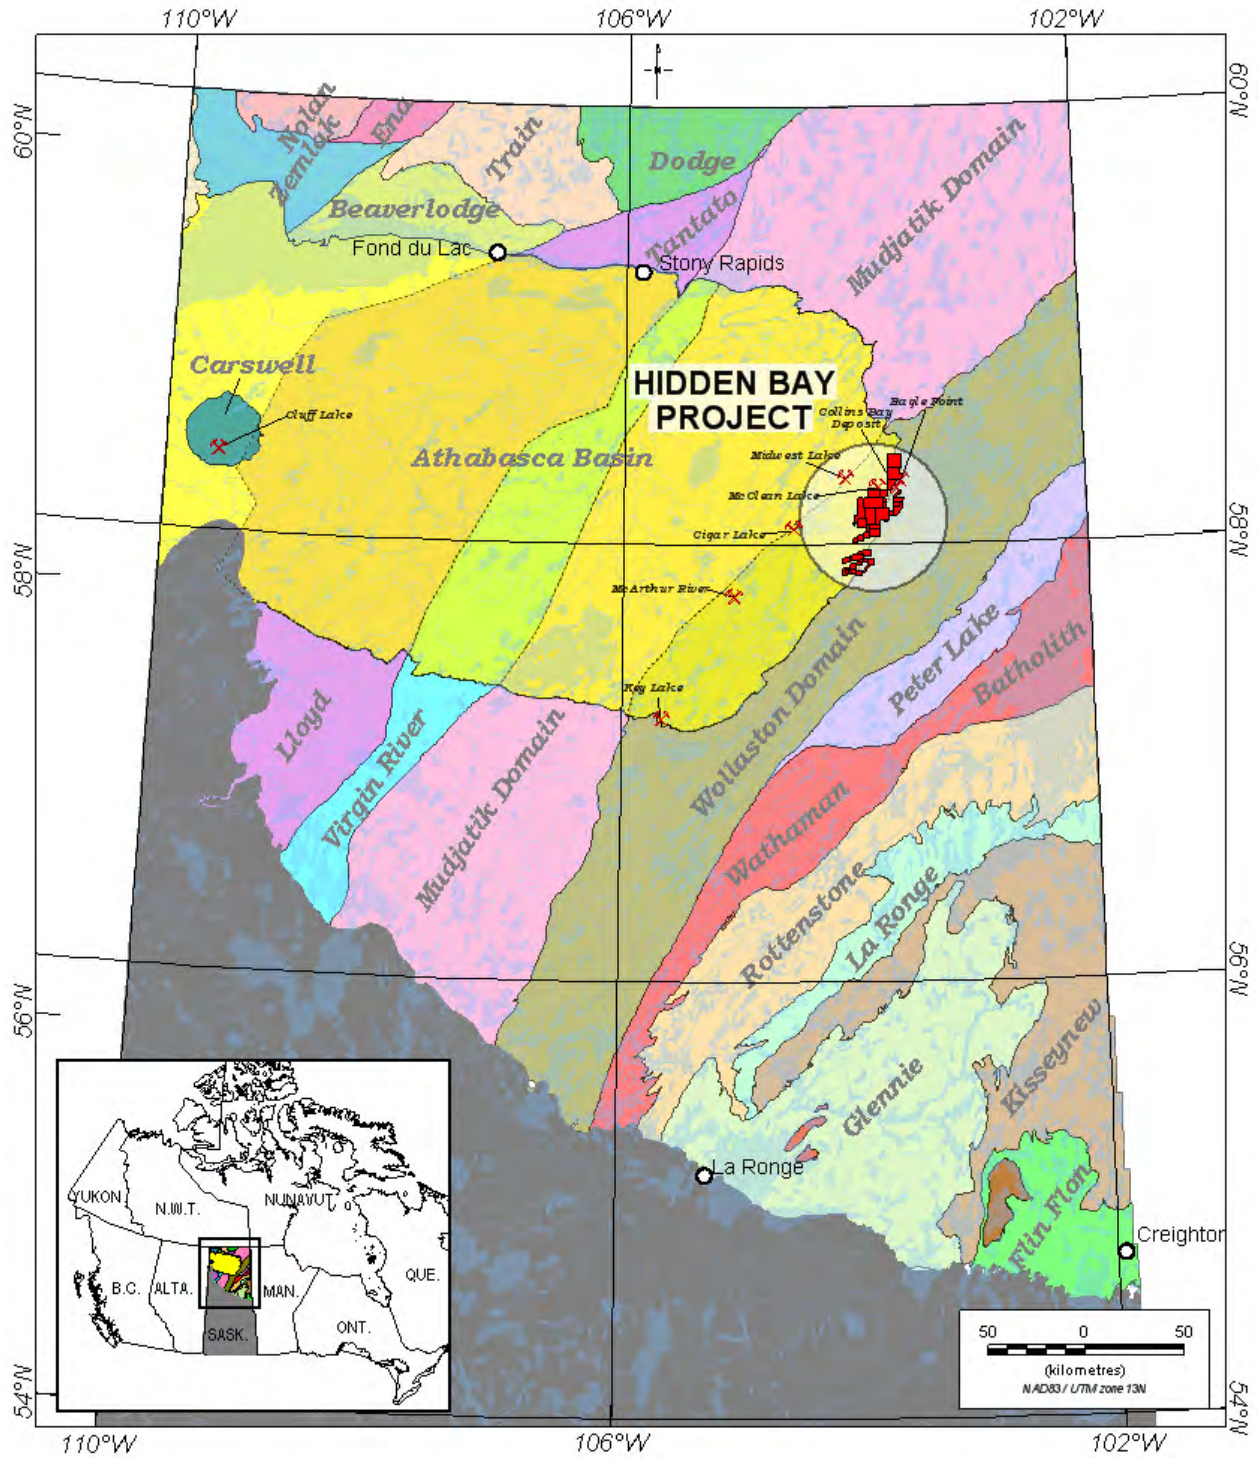 110°W
106°W
102°W
60°N
60°N
Nolan
Zemlak
Ena
Train
Dodge
Mudjatik Domain
Beaverlodge
Tantato
Fond du Lac
Stony Rapids
Carswell
Cluff Lake
HIDDEN BAY
PROJECT
Eagle Point
Collins Bay
Deposit
Athabasca Basin
Midwest Lake
McClean Lake
Cigar Lake
58°N
58°N
McArthur River
Key Lake
Lloyd
Virgin River
Mudjatik Domain
Wollaston Domain
Peter Lake
Batholith
Wathaman
Rottenstone
La Ronge
56°N
56°N
Glennie
Kisseynew
La Ronge
Flin Flon
Creighton
YUKON
N.W.T.
NUNAVUT
B.C.
ALTA.
SASK.
MAN.
ONT.
QUE.
50 0 50
(kilometres)
NAD83 / UTM zone 13N
54°N
54°N
110°W
106°W
102°W